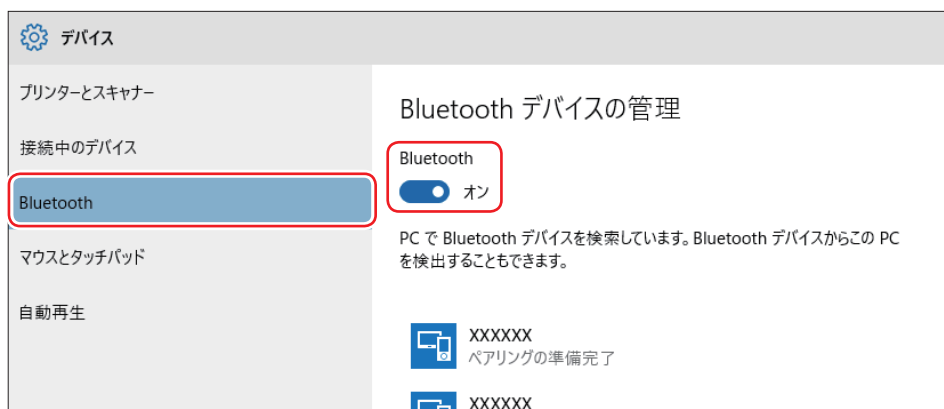 デバイス
プリンターとスキャナー
接続中のデバイス
Bluetooth
マウスとタッチパッド
自動再生
Bluetooth デバイスの管理
Bluetooth
オン
PC で Bluetooth デバイスを検索しています。Bluetooth デバイスからこの PC
を検出することもできます。
XXXXXX
ペアリングの準備完了
XXXXXX